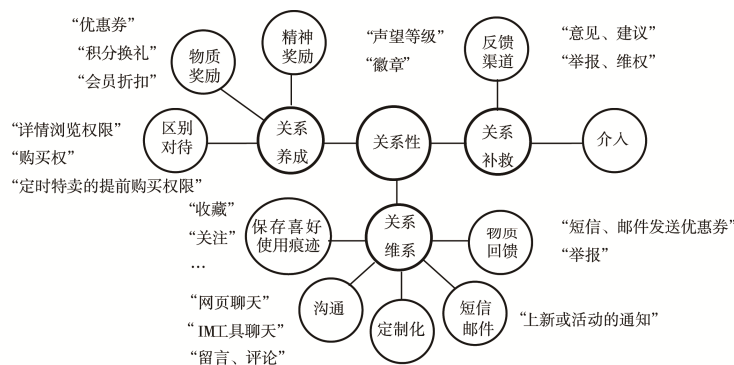 “优惠券”
“积分换礼”
“会员折扣”
物质
奖励
精神
奖励
“声望等级”
“徽章”
反馈
渠道
“意见、建议”
“举报、维权”
“详情浏览权限”
“购买权”
“定时特卖的提前购买权限”
区别
对待
关系
养成
关系性
关系
补救
介入
“收藏”
“关注”
…
保存喜好
使用痕迹
关系
维系
物质
回馈
“短信、邮件发送优惠券”
“举报”
“网页聊天”
“IM工具聊天”
“留言、评论”
沟通
定制化
短信
邮件
“上新或活动的通知”